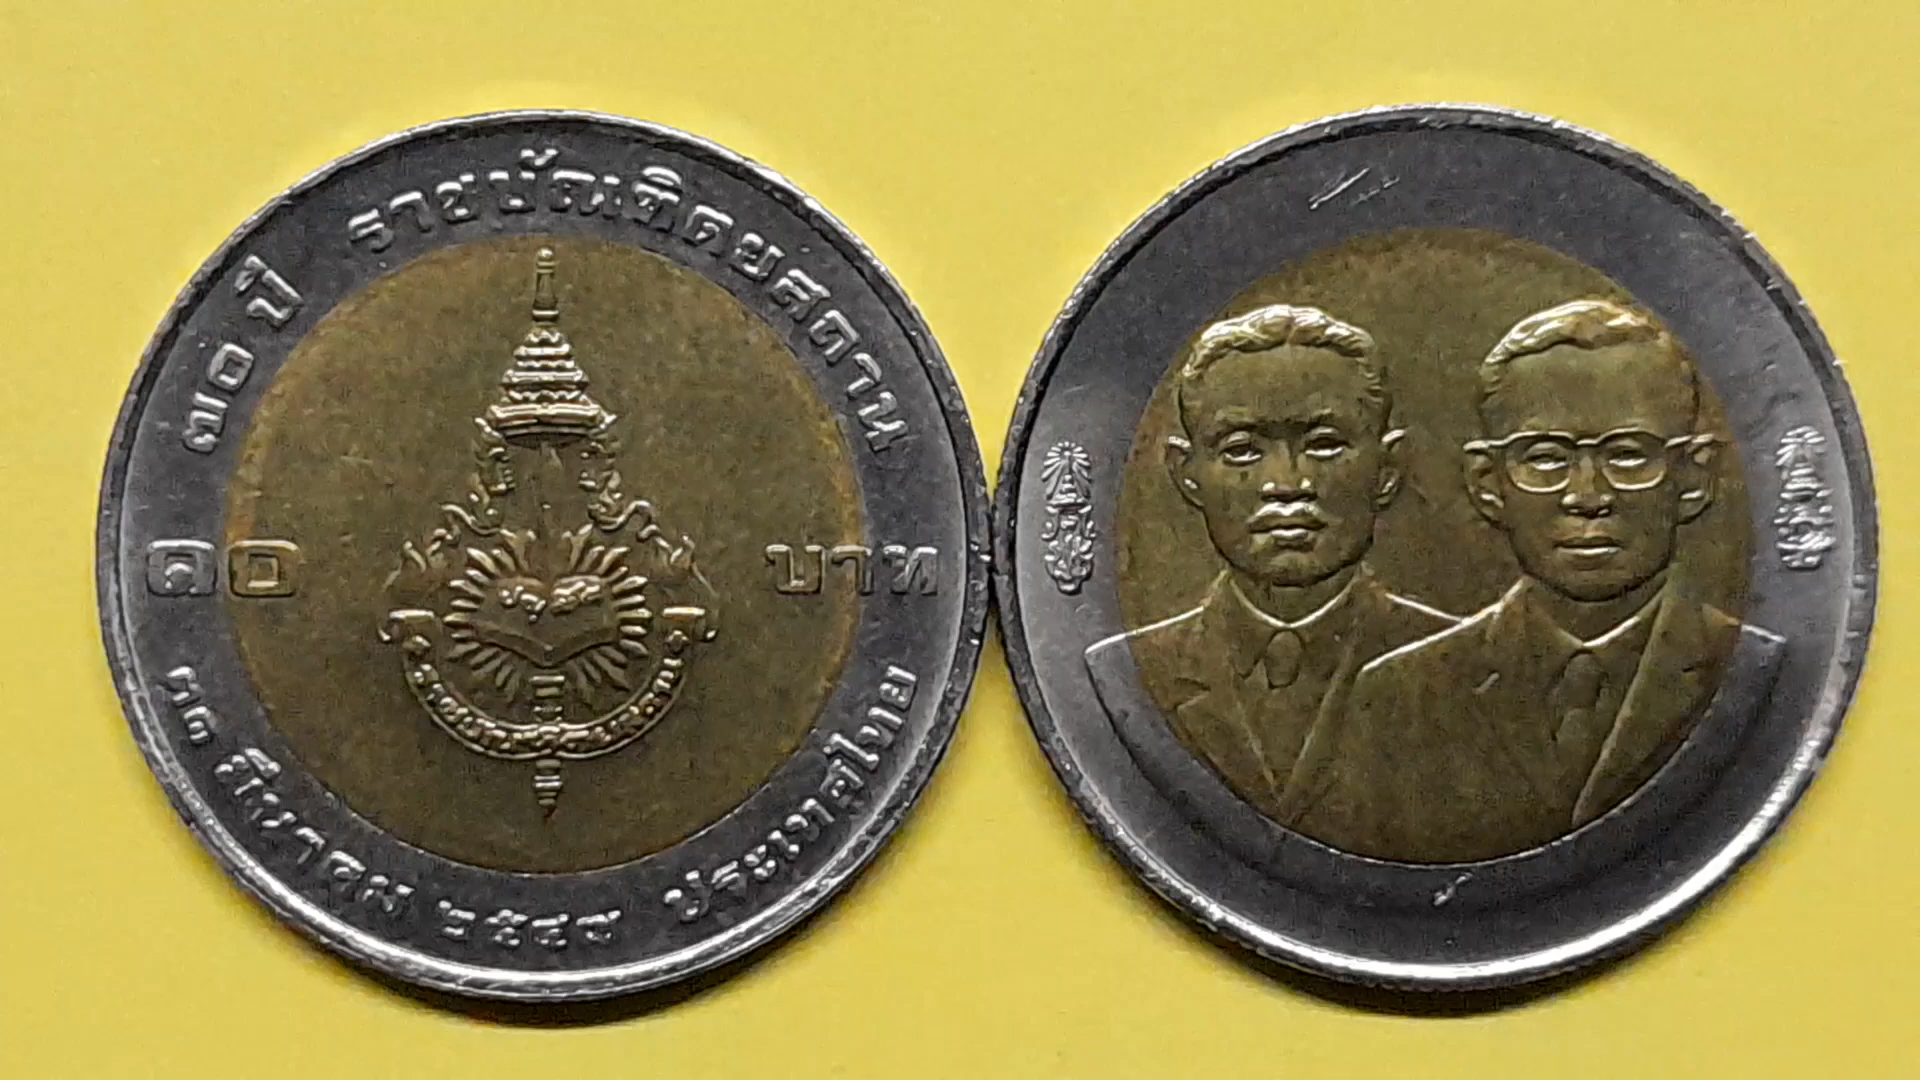 ๗๐ ปี ราชบัณฑิตยสถาน
๑๐ บาท
๓๑ มีนาคม ๒๕๔๗ ประเทศไทย